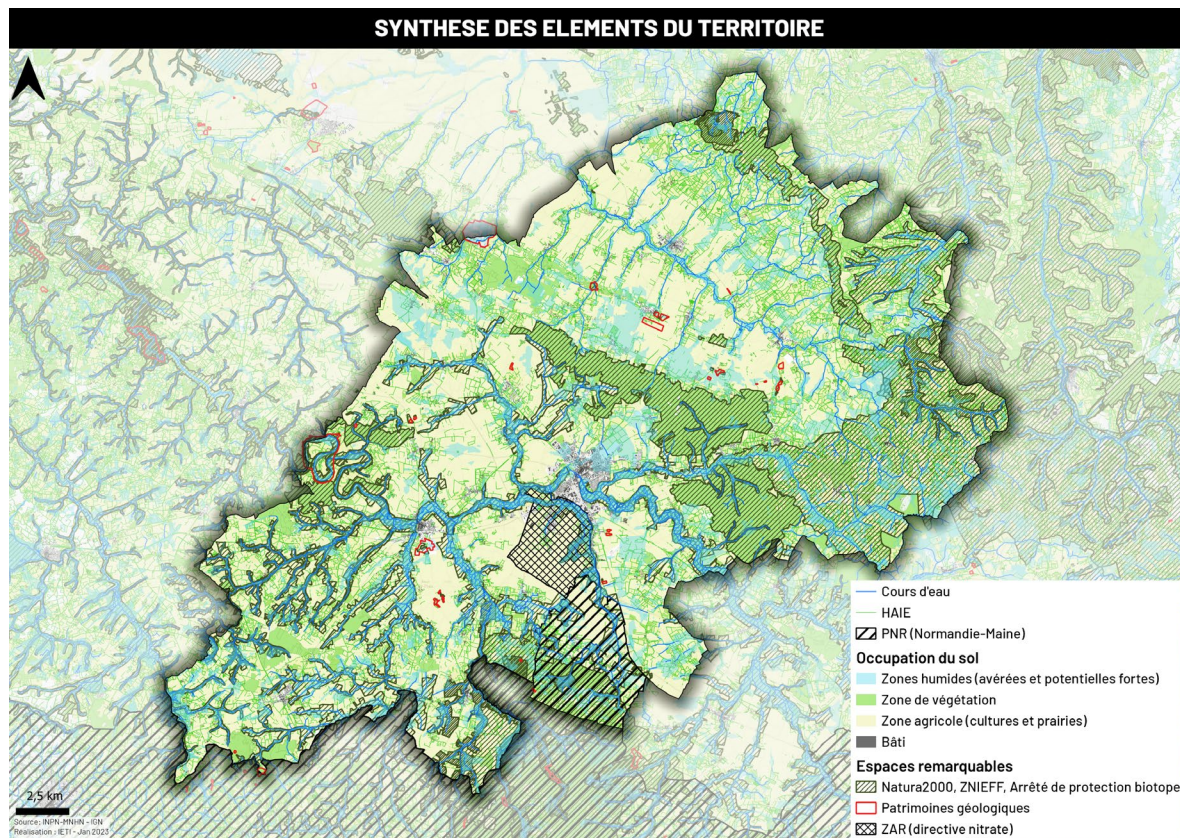 SYNTHESE DES ELEMENTS DU TERRITOIRE
Cours d'eau
HAIE
PNR (Normandie-Maine)
Occupation du sol
Zones humides (avérées et potentielles fortes)
Zone de végétation
Zone agricole (cultures et prairies)
Bâti
Espaces remarquables
Natura2000, ZNIEFF, Arrêté de protection biotope
Patrimoines géologiques
ZAR (directive nitrate)
2,5 km
Source: INPN-MNHN - IGN
Réalisation : IETI - Jan 2023